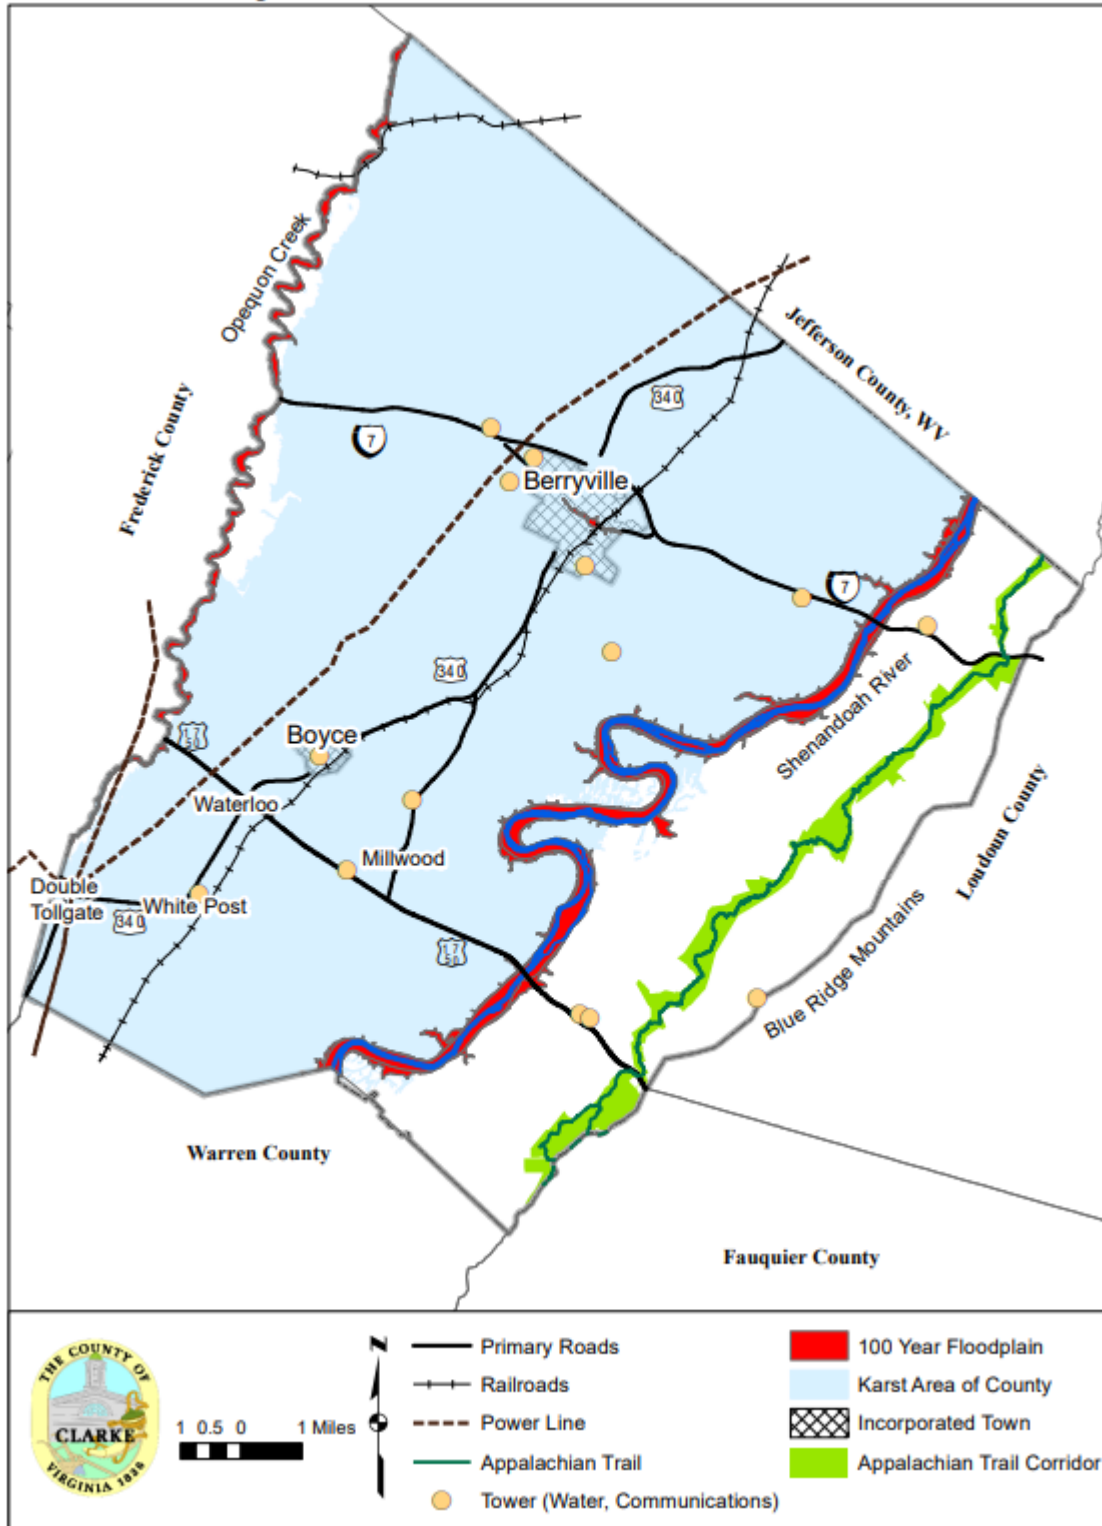 Opequon Creek
Jefferson County, WV
Frederick County
340
7
Berryville
7
340
Shenandoah River
Boyce
Waterloo
Loudoun County
Millwood
Double
Tollgate
White Post
340
17
50
Blue Ridge Mountains
Warren County
Fauquier County
THE COUNTY OF
CLARKE
VIRGINIA 1836
N
1 0.5 0 1 Miles
Primary Roads
Railroads
Power Line
Appalachian Trail
Tower (Water, Communications)
100 Year Floodplain
Karst Area of County
Incorporated Town
Appalachian Trail Corridor